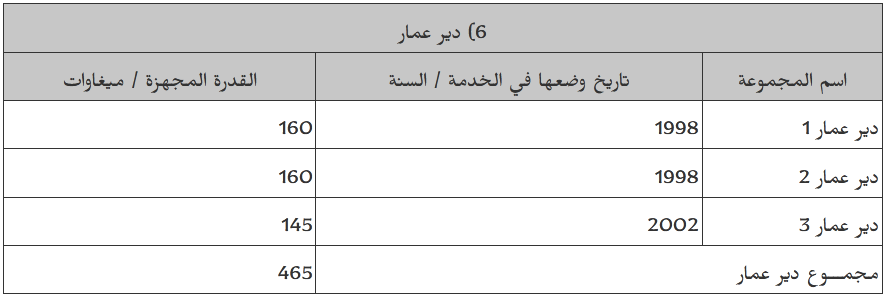 6) دير عمار
اسم المجموعة تاريخ وضعها في الخدمة / السنة القدرة المجهزة / ميغاوات
دير عمار 1 1998 160
دير عمار 2 1998 160
دير عمار 3 2002 145
مجمـــوع دير عمار 465